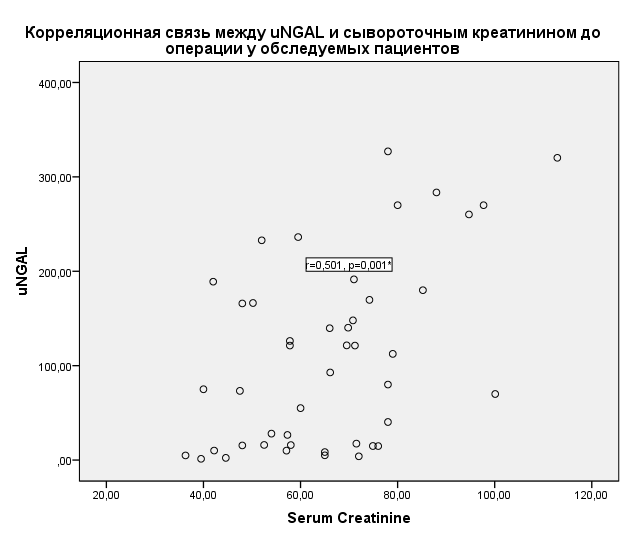 Корреляционная связь между uNGAL и сывороточным креатинином до
операции у обследуемых пациентов
400,00
300,00
200,00
100,00
,00
uNGAL
r=0,501, p=0,001*
20,00 40,00 60,00 80,00 100,00 120,00
Serum Creatinine